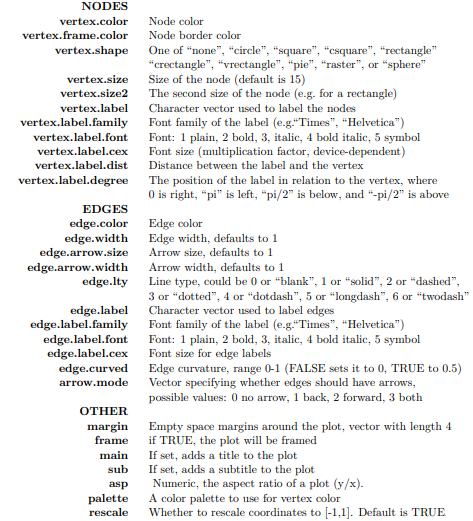 NODES
vertex.color Node color
vertex.frame.color Node border color
vertex.shape One of “none”, “circle”, “square”, “csquare”, “rectangle”
“crectangle”, “vrectangle”, “pie”, “raster”, or “sphere”
vertex.size Size of the node (default is 15)
vertex.size2 The second size of the node (e.g. for a rectangle)
vertex.label Character vector used to label the nodes
vertex.label.family Font family of the label (e.g.“Times”, “Helvetica”)
vertex.label.font Font: 1 plain, 2 bold, 3, italic, 4 bold italic, 5 symbol
vertex.label.cex Font size (multiplication factor, device-dependent)
vertex.label.dist Distance between the label and the vertex
vertex.label.degree The position of the label in relation to the vertex, where
0 is right, “pi” is left, “pi/2” is below, and “-pi/2” is above
EDGES
edge.color Edge color
edge.width Edge width, defaults to 1
edge.arrow.size Arrow size, defaults to 1
edge.arrow.width Arrow width, defaults to 1
edge.lty Line type, could be 0 or “blank”, 1 or “solid”, 2 or “dashed”,
3 or “dotted”, 4 or “dotdash”, 5 or “longdash”, 6 or “twodash”
edge.label Character vector used to label edges
edge.label.family Font family of the label (e.g.“Times”, “Helvetica”)
edge.label.font Font: 1 plain, 2 bold, 3, italic, 4 bold italic, 5 symbol
edge.label.cex Font size for edge labels
edge.curved Edge curvature, range 0-1 (FALSE sets it to 0, TRUE to 0.5)
arrow.mode Vector specifying whether edges should have arrows,
possible values: 0 no arrow, 1 back, 2 forward, 3 both
OTHER
margin Empty space margins around the plot, vector with length 4
frame if TRUE, the plot will be framed
main If set, adds a title to the plot
sub If set, adds a subtitle to the plot
asp Numeric, the aspect ratio of a plot (y/x).
palette A color palette to use for vertex color
rescale Whether to rescale coordinates to [-1,1]. Default is TRUE